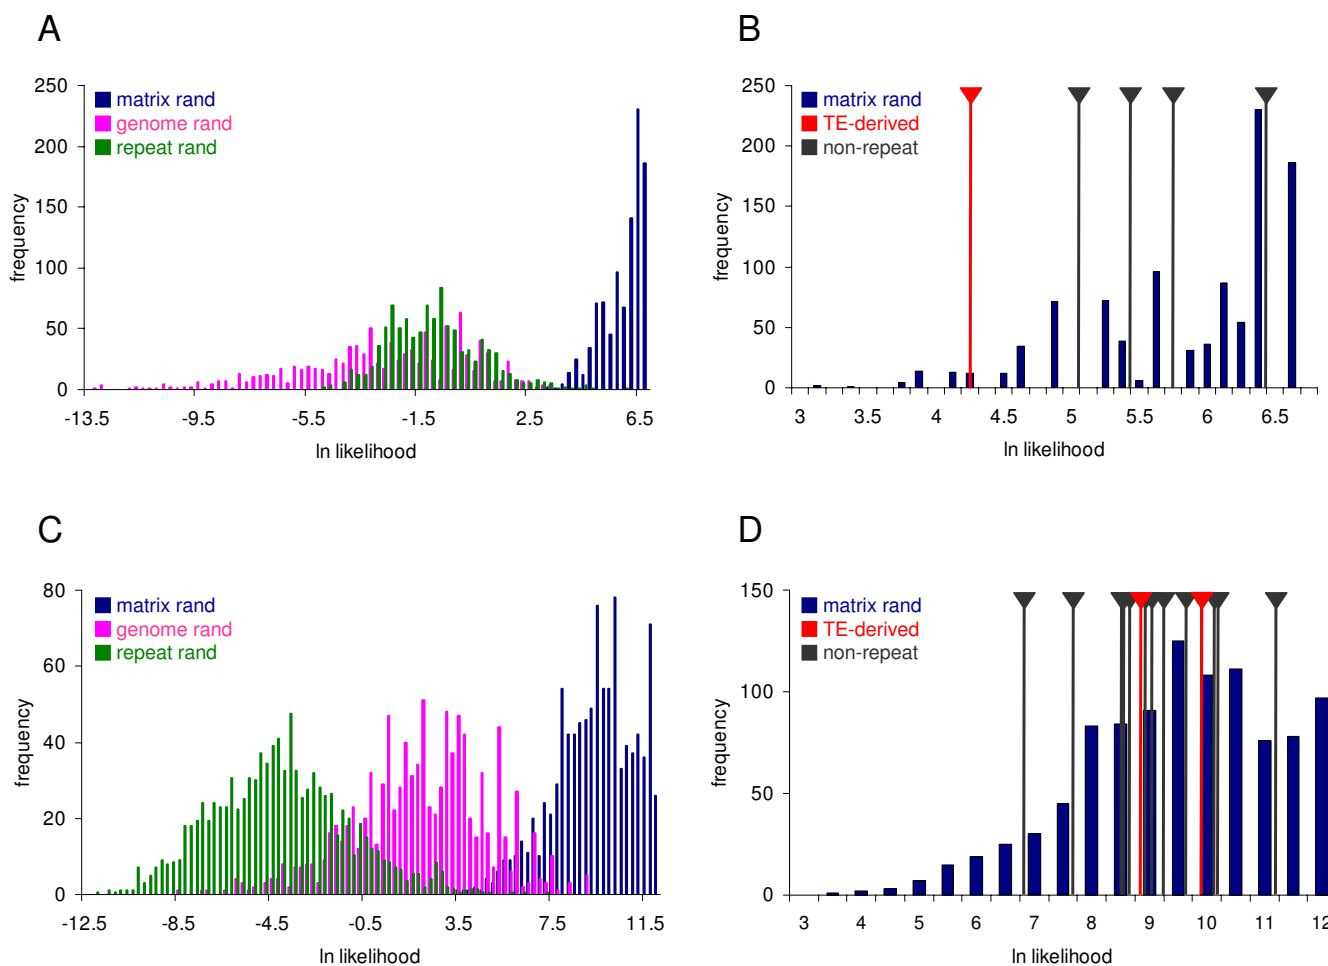 A
250
200
150
100
50
0
frequency
matrix rand
genome rand
repeat rand
-13.5 -9.5 -5.5 -1.5 2.5 6.5
ln likelihood
B
250
200
150
100
50
0
frequency
matrix rand
TE-derived
non-repeat
3 3.5 4 4.5 5 5.5 6 6.5
ln likelihood
C
80
60
40
20
0
frequency
matrix rand
genome rand
repeat rand
-12.5 -8.5 -4.5 -0.5 3.5 7.5 11.5
ln likelihood
D
150
100
50
0
frequency
matrix rand
TE-derived
non-repeat
3 4 5 6 7 8 9 10 11 12
ln likelihood